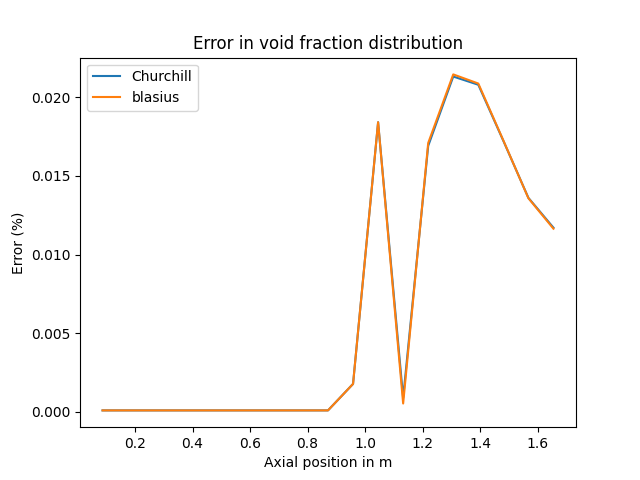 Error in void fraction distribution
Churchill
blasius
Error (%)
0.020
0.015
0.010
0.005
0.000
0.2 0.4 0.6 0.8 1.0 1.2 1.4 1.6
Axial position in m